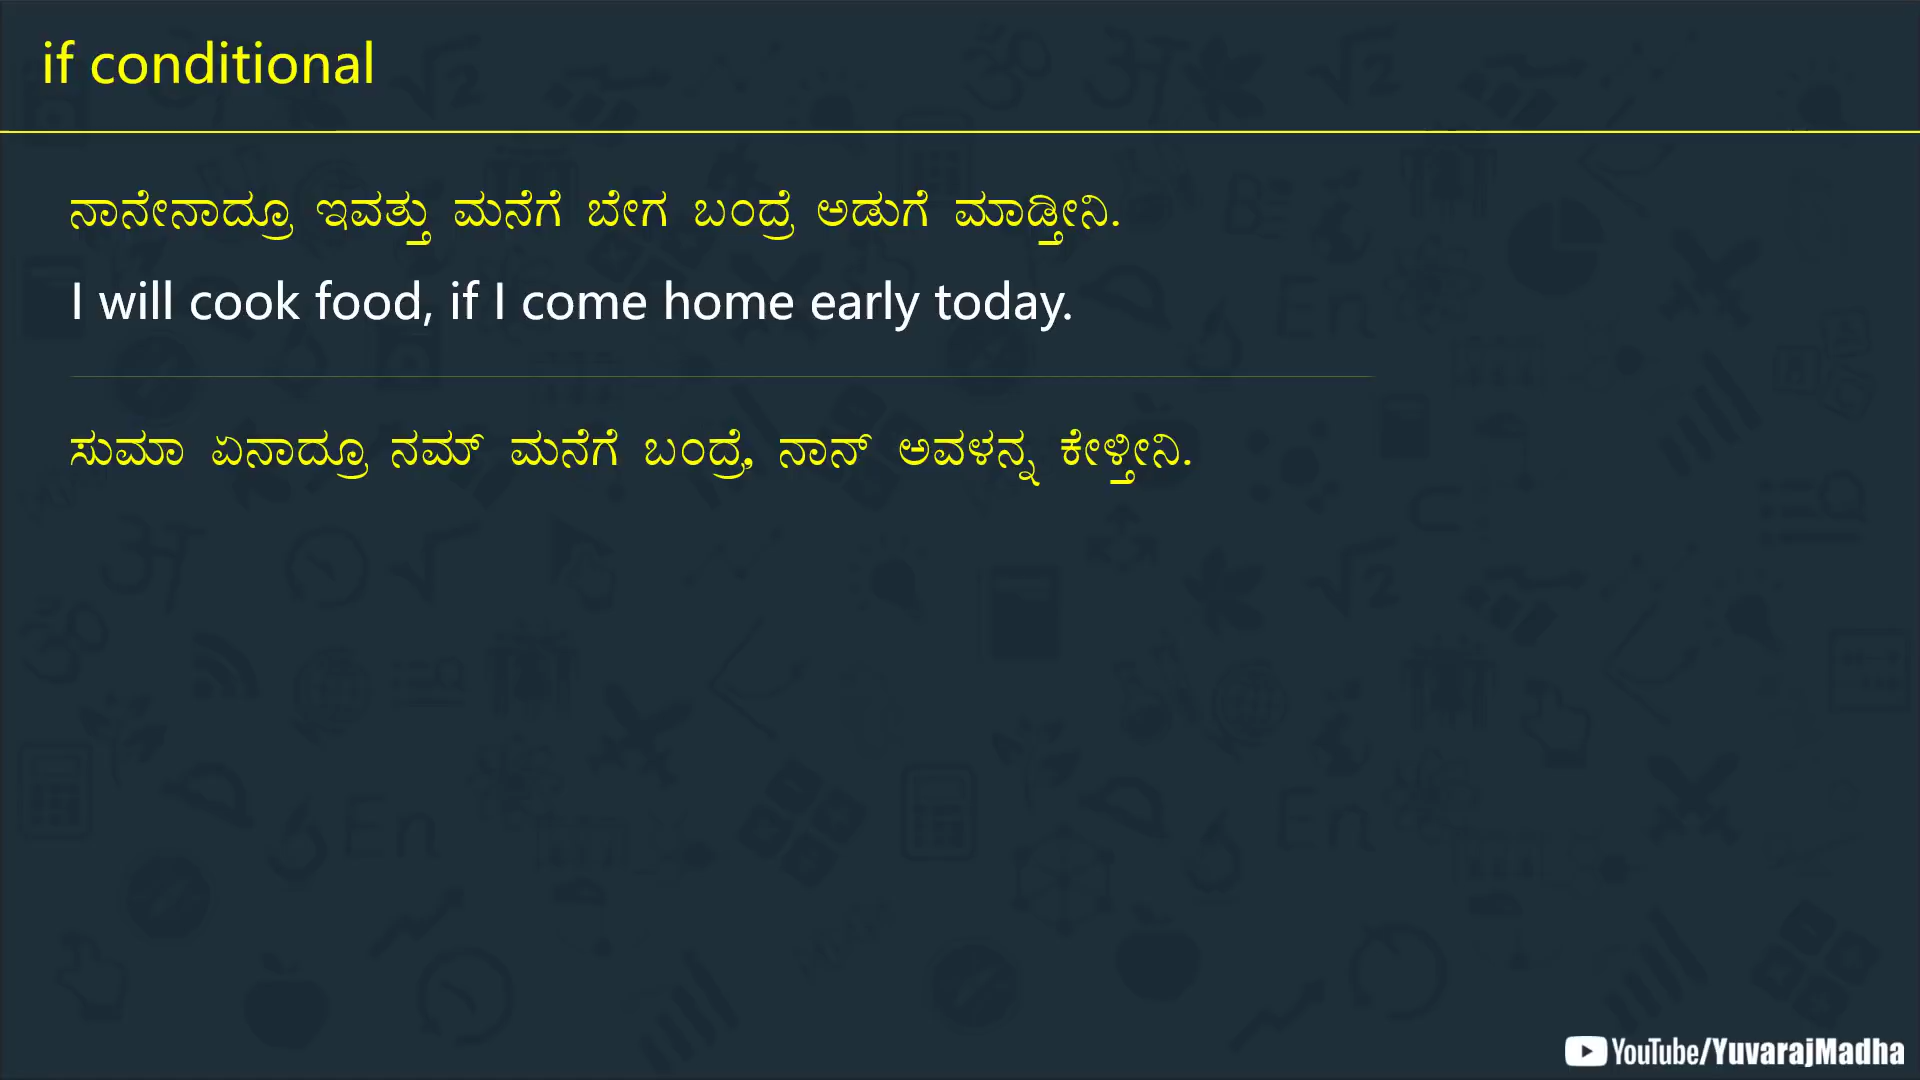 if conditional
ನಾನೇನಾದ್ರೂ ಇವತ್ತು ಮನೆಗೆ ಬೇಗ ಬಂದ್ರೆ ಅಡುಗೆ ಮಾಡ್ತೀನಿ.
I will cook food, if I come home early today.
ಸುಮಾ ಏನಾದ್ರೂ ನಮ್ ಮನೆಗೆ ಬಂದ್ರೆ, ನಾನ್ ಅವಳನ್ನ ಕೇಳ್ತೀನಿ.
YouTube/YuvarajMadha